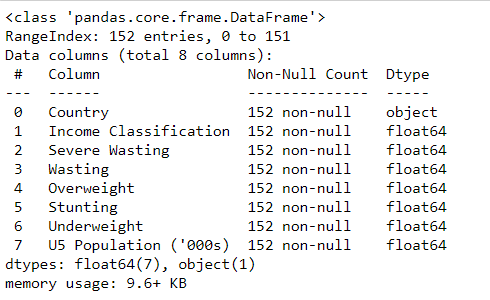 <class 'pandas.core.frame.DataFrame'>
RangeIndex: 152 entries, 0 to 151
Data columns (total 8 columns):
 #   Column                   Non-Null Count  Dtype
---  ------                   --------------  -----
 0   Country                  152 non-null    object
 1   Income Classification    152 non-null    float64
 2   Severe Wasting           152 non-null    float64
 3   Wasting                  152 non-null    float64
 4   Overweight               152 non-null    float64
 5   Stunting                 152 non-null    float64
 6   Underweight              152 non-null    float64
 7   U5 Population ('000s)    152 non-null    float64
dtypes: float64(7), object(1)
memory usage: 9.6+ KB